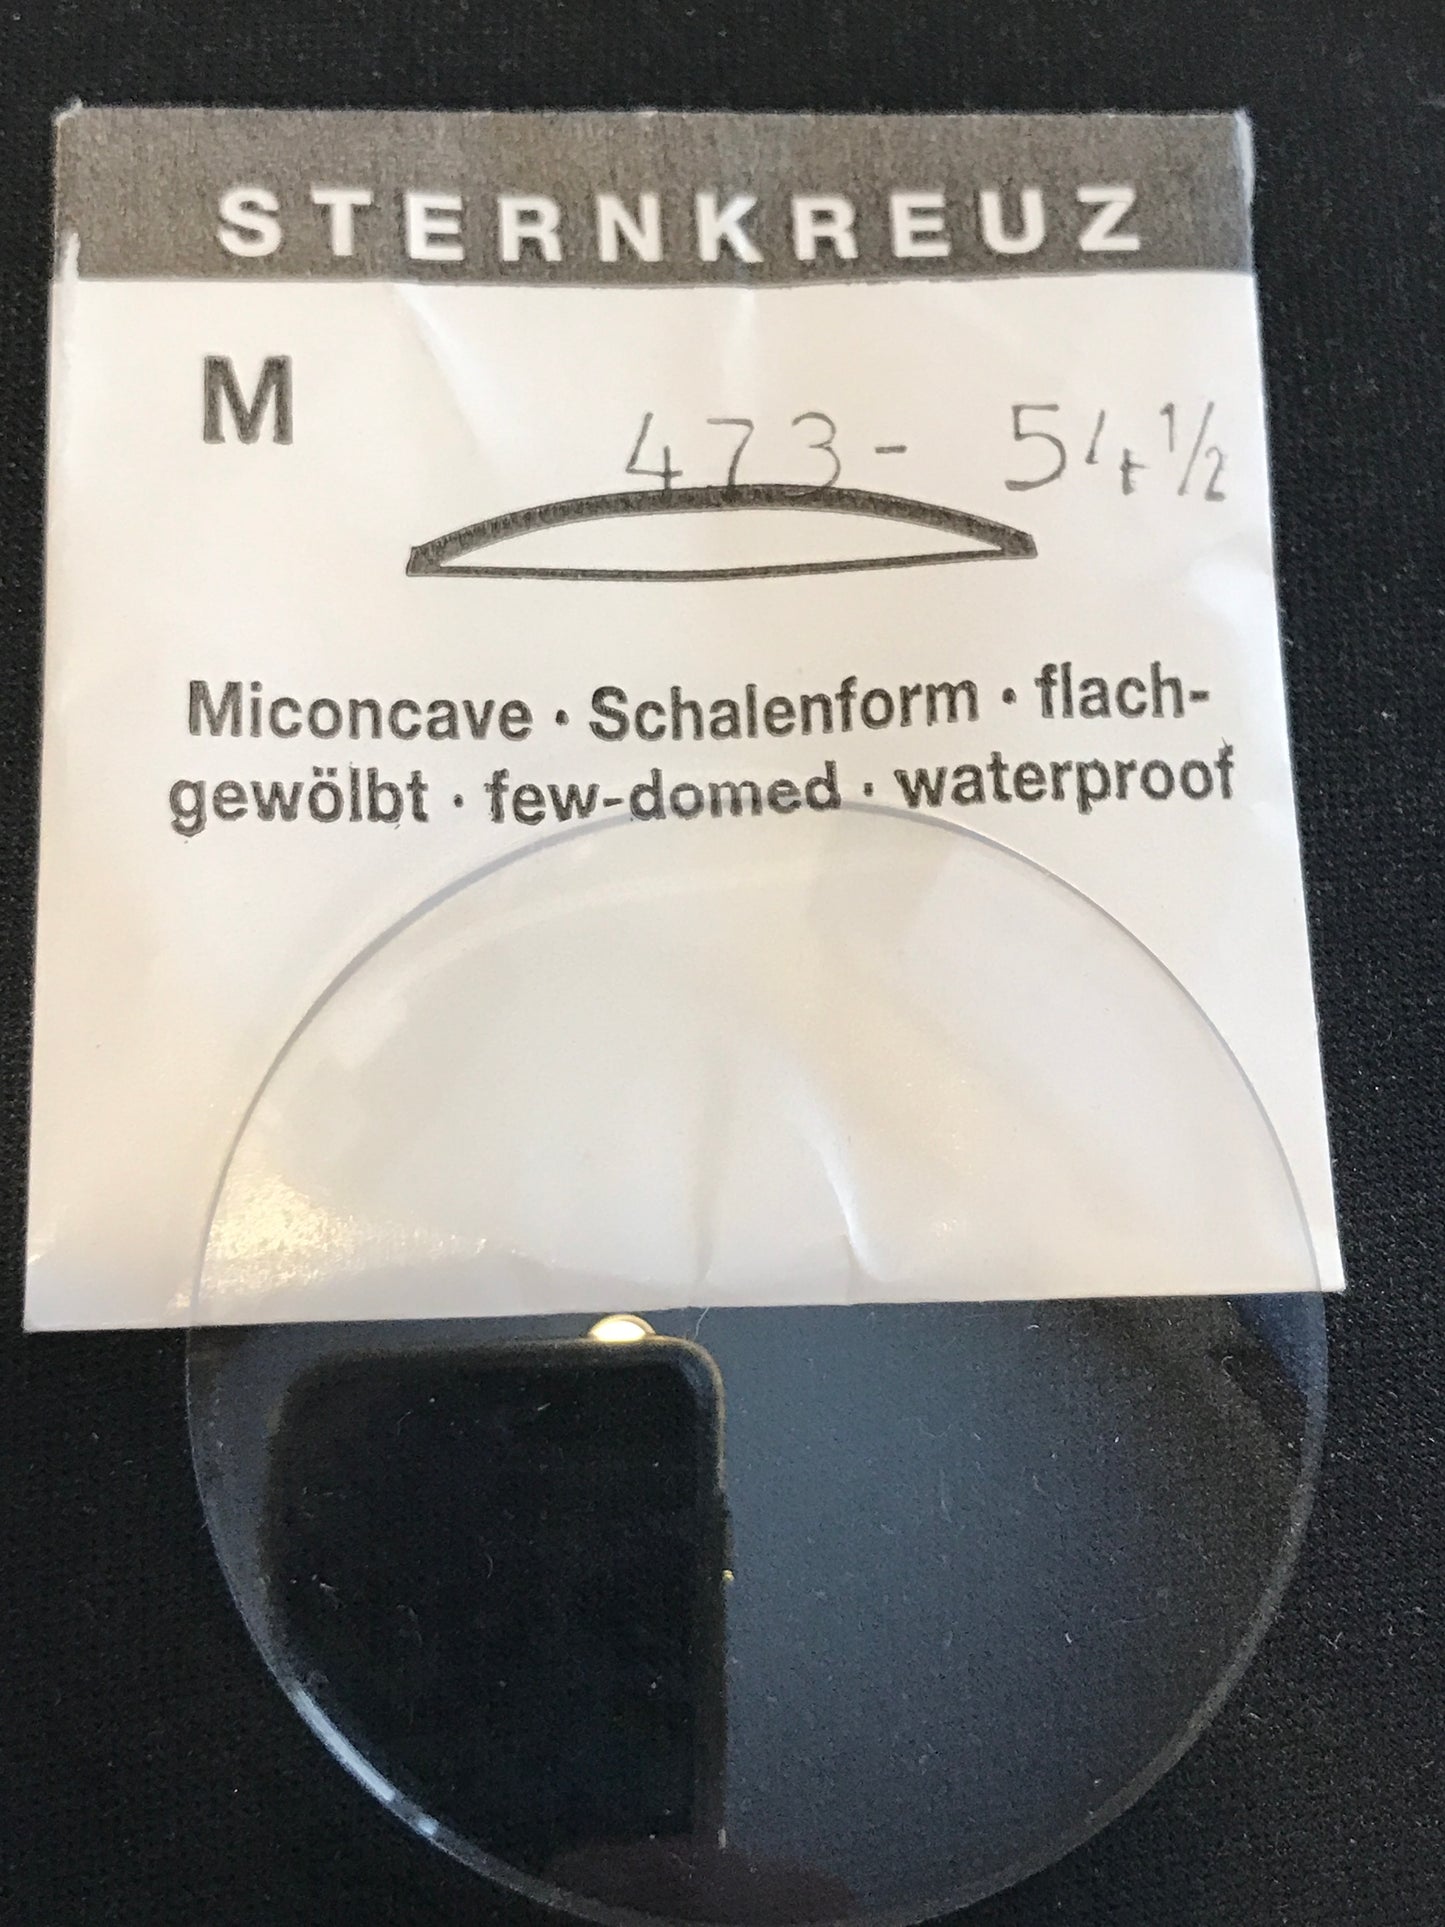 STERNKREUZ
M
473- 54 1/2
Miconcave · Schalenform · flach-
gewölbt · few-domed · waterproof